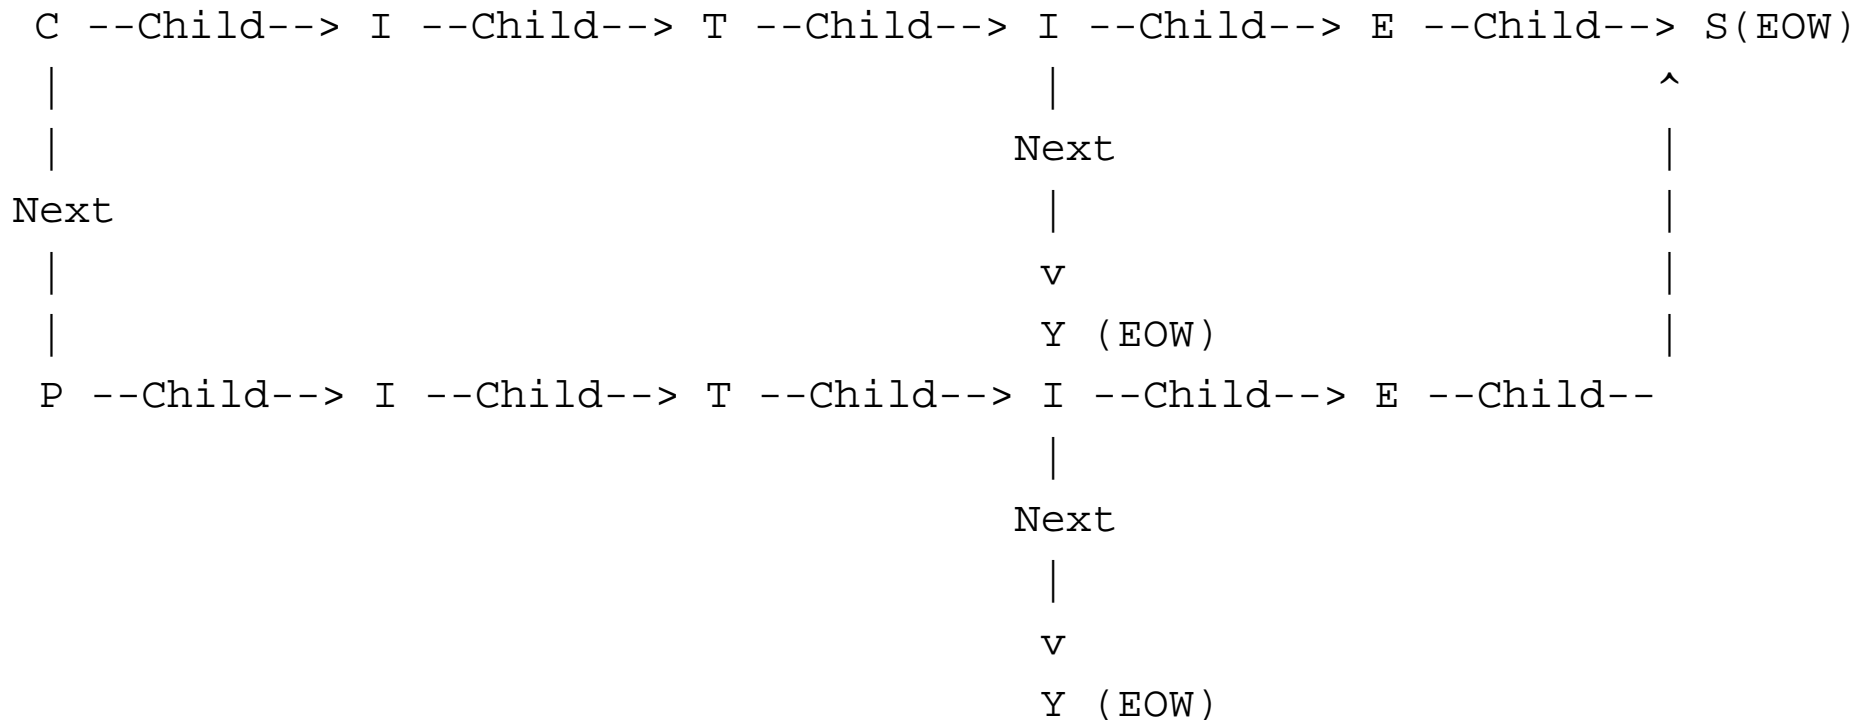 C --Child--> I --Child--> T --Child--> I --Child--> E --Child--> S(EOW)
| | ^
| Next |
Next | |
| v |
| Y (EOW) |
P --Child--> I --Child--> T --Child--> I --Child--> E --Child--
|
Next
|
v
Y (EOW)